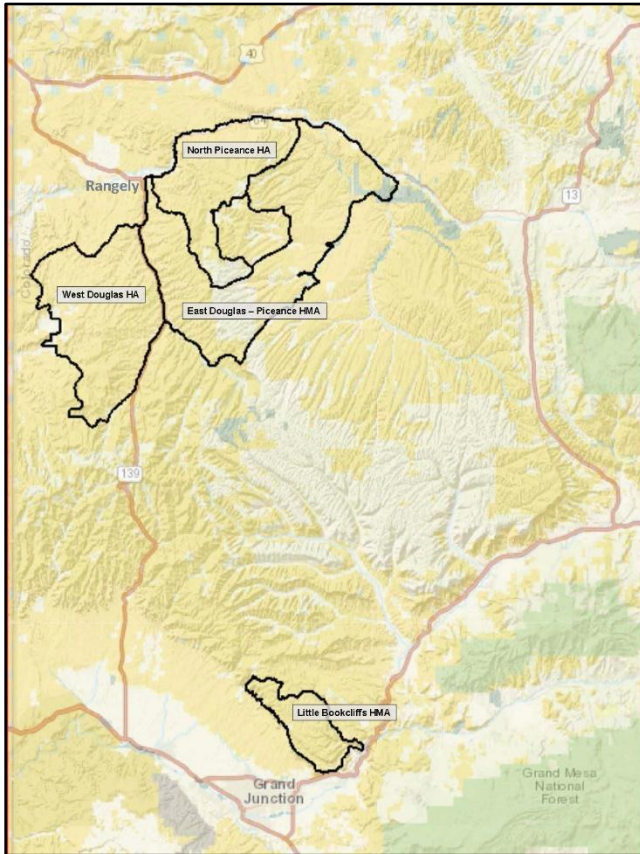 40
North Piceance HA
Rangely
13
Colorado
West Douglas HA
East Douglas – Piceance HMA
139
Little Bookcliffs HMA
Grand
Junction
Grand Mesa
National
Forest